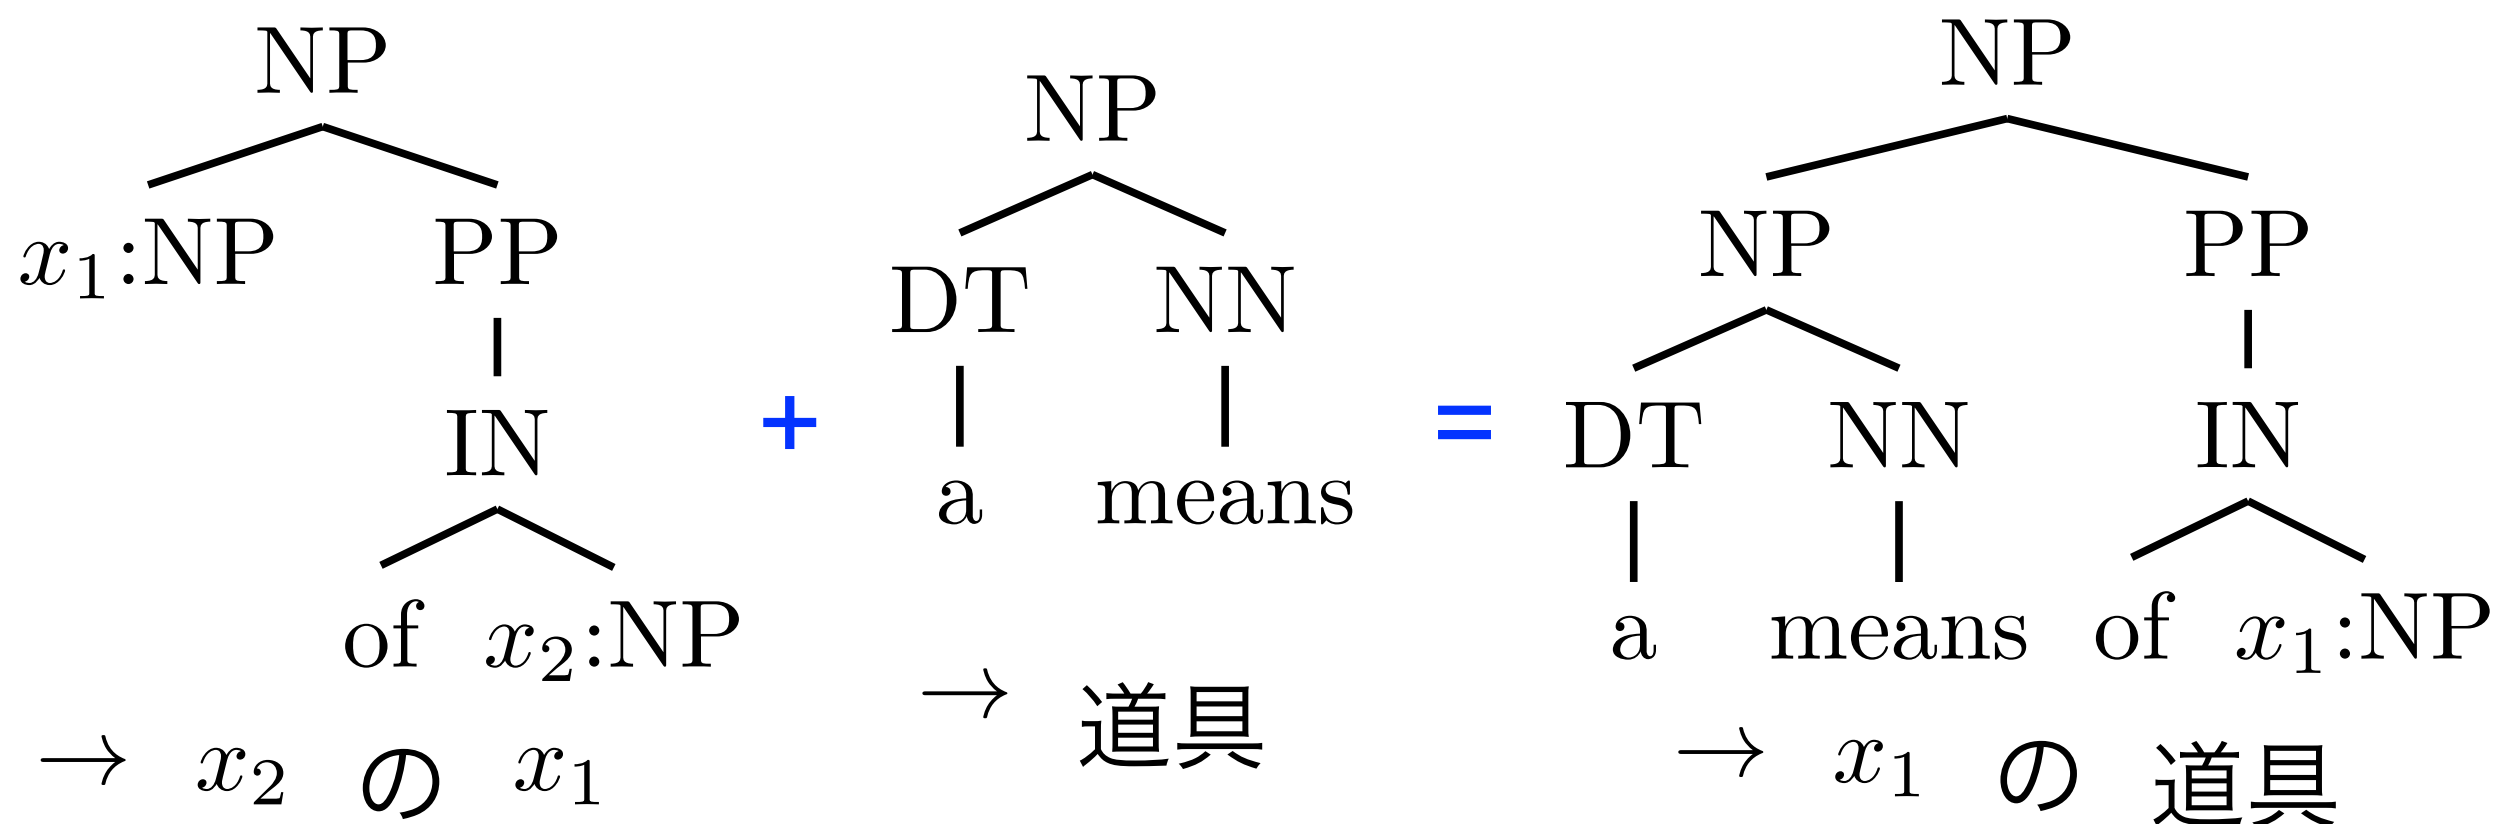 NP
x1:NP PP
IN
of x2:NP
→ x2 の x1
+
NP
DT NN
a means
→ 道具
=
NP
NP PP
DT NN IN
a means of x1:NP
→ x1 の 道具